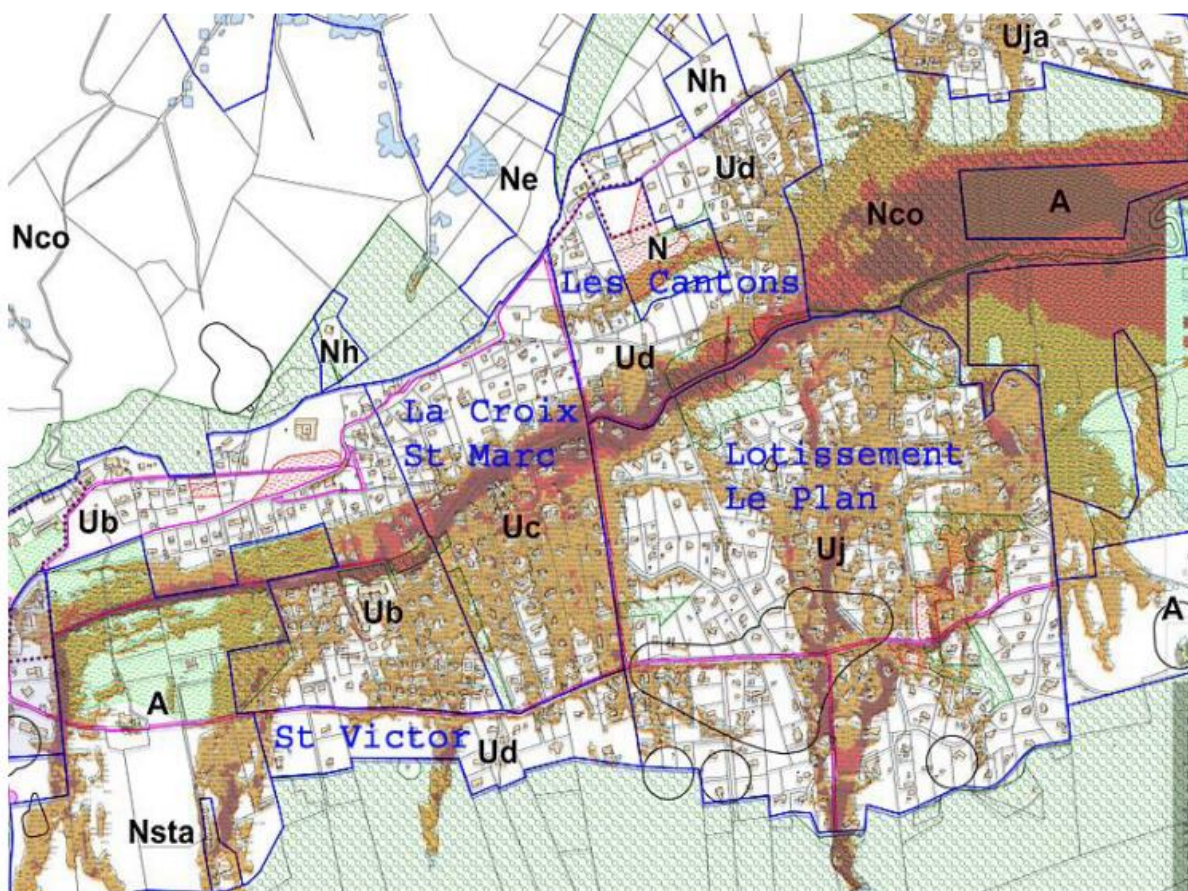 Uja
Nh
Ud
Ne
A
Nco
Nco
N
Les Cantons
Nh
Ud
La Croix
St Marc
Lotissement
Le Plan
Ub
Uc
Uj
Ub
A
A
St Victor
Ud
Nsta